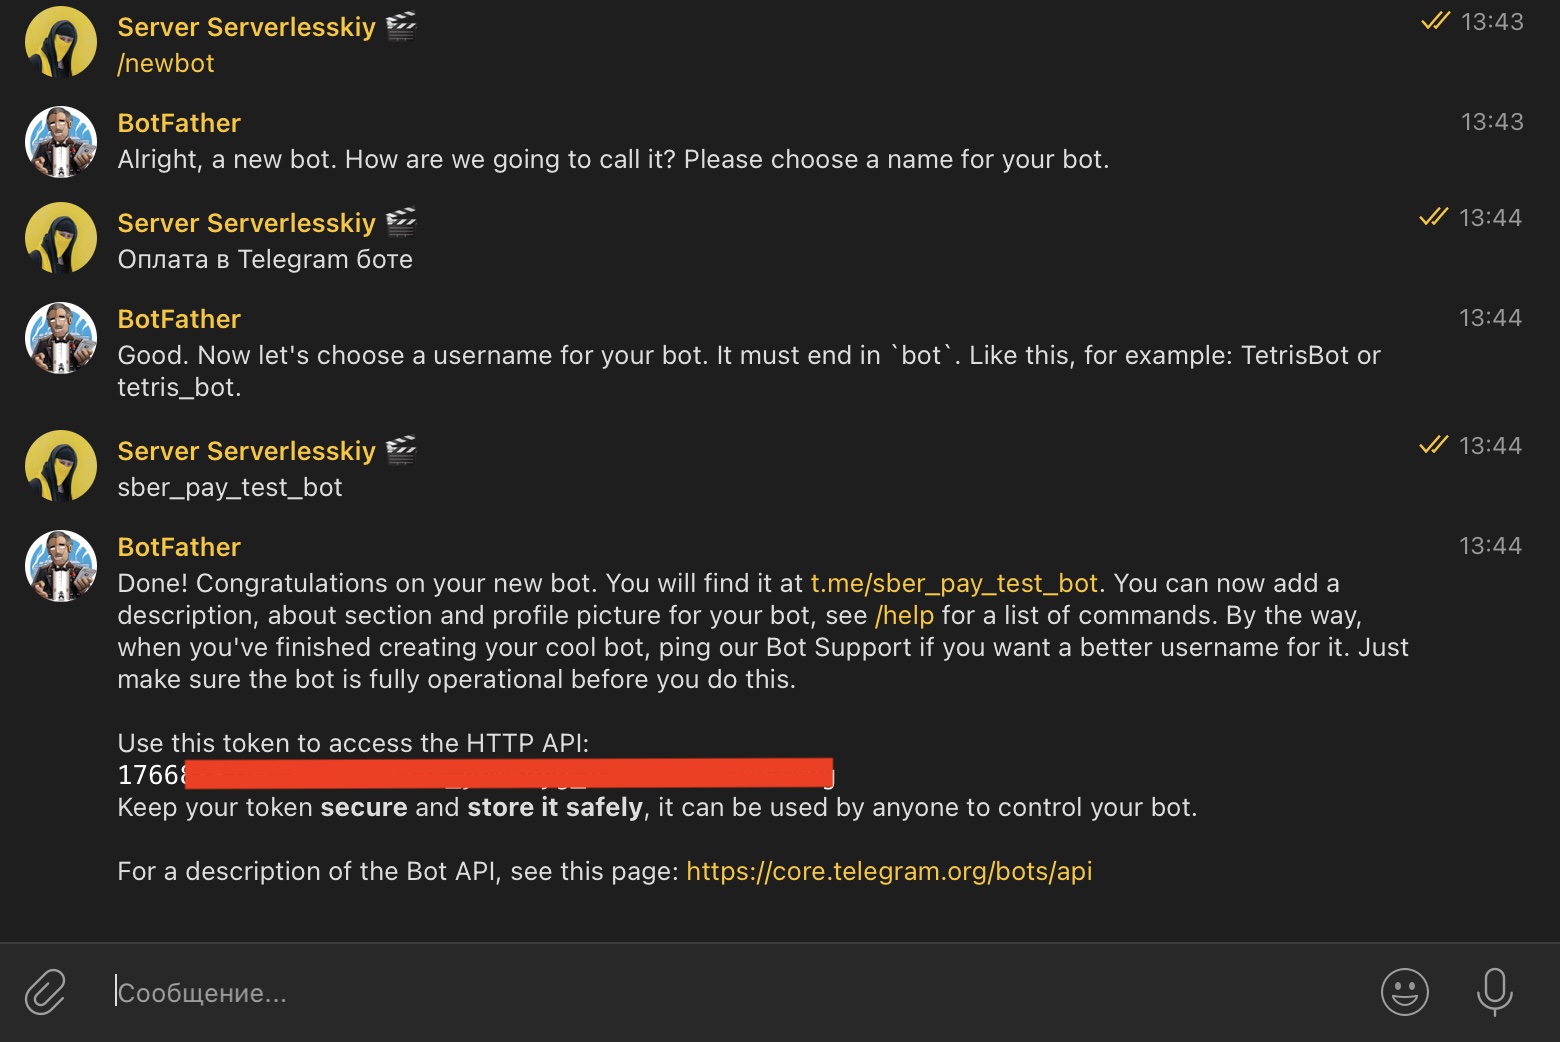 Server Serverlesskiy 13:43
/newbot
BotFather 13:43
Alright, a new bot. How are we going to call it? Please choose a name for your bot.
Server Serverlesskiy 13:44
Оплата в Telegram боте
BotFather 13:44
Good. Now let's choose a username for your bot. It must end in `bot`. Like this, for example: TetrisBot or
tetris_bot.
Server Serverlesskiy 13:44
sber_pay_test_bot
BotFather 13:44
Done! Congratulations on your new bot. You will find it at t.me/sber_pay_test_bot. You can now add a
description, about section and profile picture for your bot, see /help for a list of commands. By the way,
when you've finished creating your cool bot, ping our Bot Support if you want a better username for it. Just
make sure the bot is fully operational before you do this.
Use this token to access the HTTP API:
1766
Keep your token secure and store it safely, it can be used by anyone to control your bot.
For a description of the Bot API, see this page: https://core.telegram.org/bots/api
Сообщение...